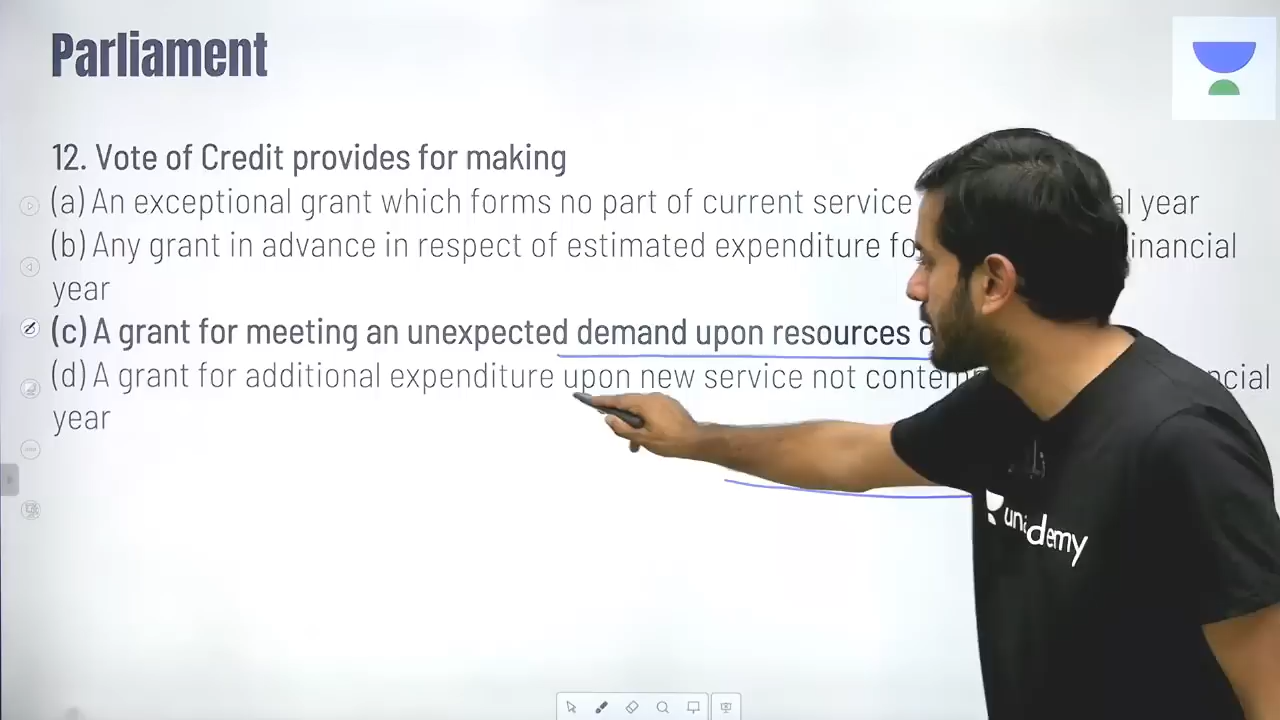 Parliament
12. Vote of Credit provides for making
(a) An exceptional grant which forms no part of current service al year
(b) Any grant in advance in respect of estimated expenditure fo inancial
year
(c) A grant for meeting an unexpected demand upon resources
(d) A grant for additional expenditure upon new service not contem ncial
year
unademy